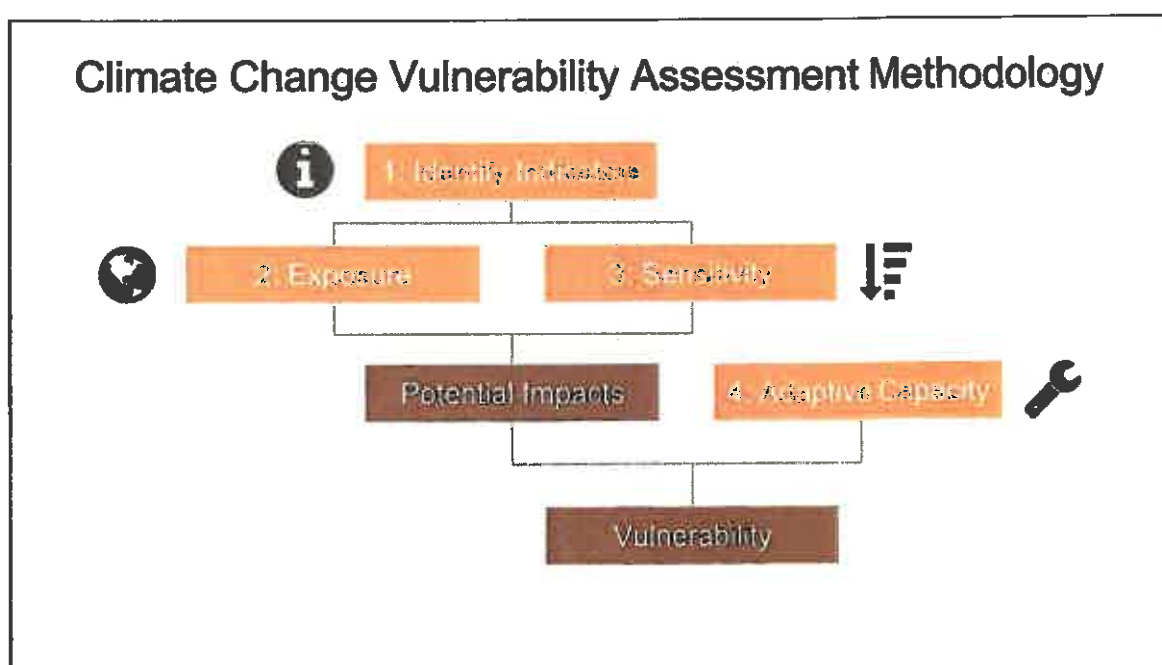 Climate Change Vulnerability Assessment Methodology
1: Identify Indicators
2: Exposure
3: Sensitivity
Potential Impacts
4: Adaptive Capacity
Vulnerability